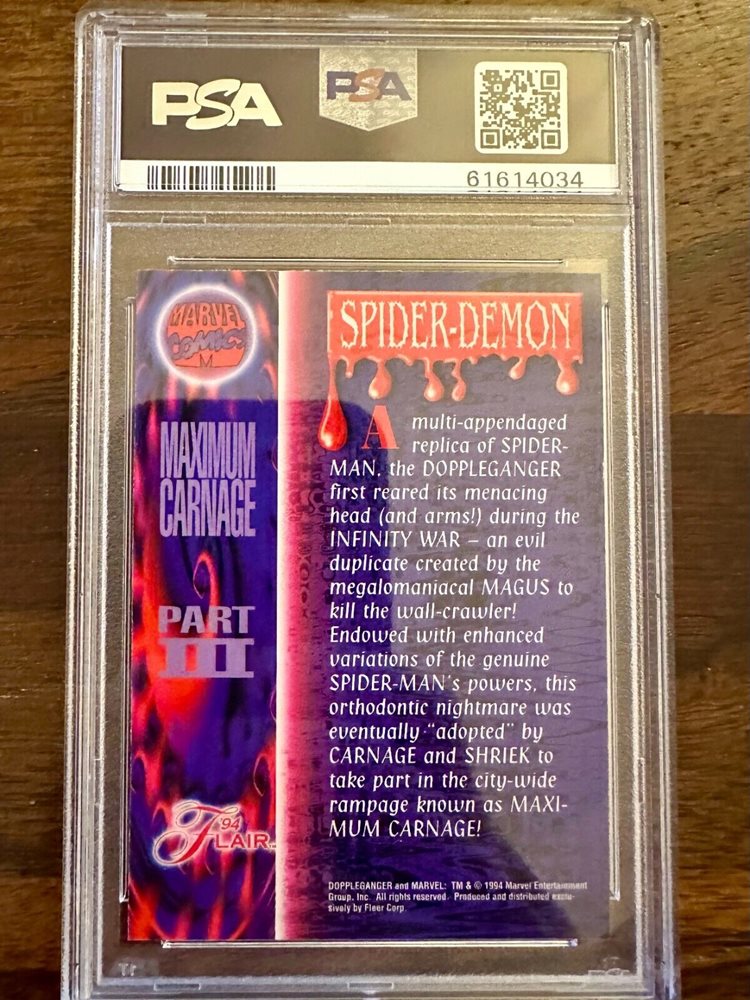 PSA
PSA
61614034
MARVEL
COMICS
M
MAXIMUM
CARNAGE
PART
III
'94
FLAIR
SPIDER-DEMON
A multi-appendaged
replica of SPIDER-
MAN, the DOPPLEGANGER
first reared its menacing
head (and arms!) during the
INFINITY WAR – an evil
duplicate created by the
megalomaniacal MAGUS to
kill the wall-crawler!
Endowed with enhanced
variations of the genuine
SPIDER-MAN's powers, this
orthodontic nightmare was
eventually "adopted" by
CARNAGE and SHRIEK to
take part in the city-wide
rampage known as MAXI-
MUM CARNAGE!
DOPPLEGANGER and MARVEL: TM & © 1994 Marvel Entertainment
Group, Inc. All rights reserved. Produced and distributed exclu-
sively by Fleer Corp.